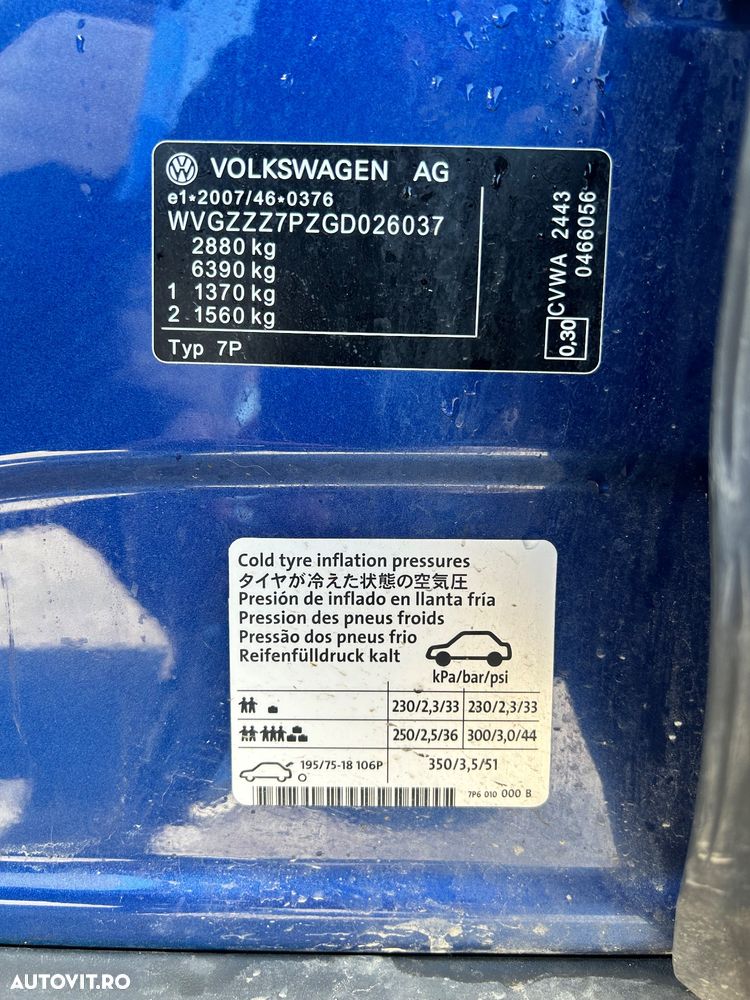 VOLKSWAGEN AG
e1*2007/46*0376
WVGZZZ7PZGD026037
2880 kg
6390 kg
1 1370 kg
2 1560 kg
Typ 7P
CVWA 2443
0466056
0,30
Cold tyre inflation pressures
タイヤが冷えた状態の空気圧
Presión de inflado en llanta fría
Pression des pneus froids
Pressão dos pneus frio
Reifenfülldruck kalt
kPa/bar/psi
230/2,3/33 230/2,3/33
250/2,5/36 300/3,0/44
195/75-18 106P 350/3,5/51
7P6 010 000 B
AUTOVIT.RO